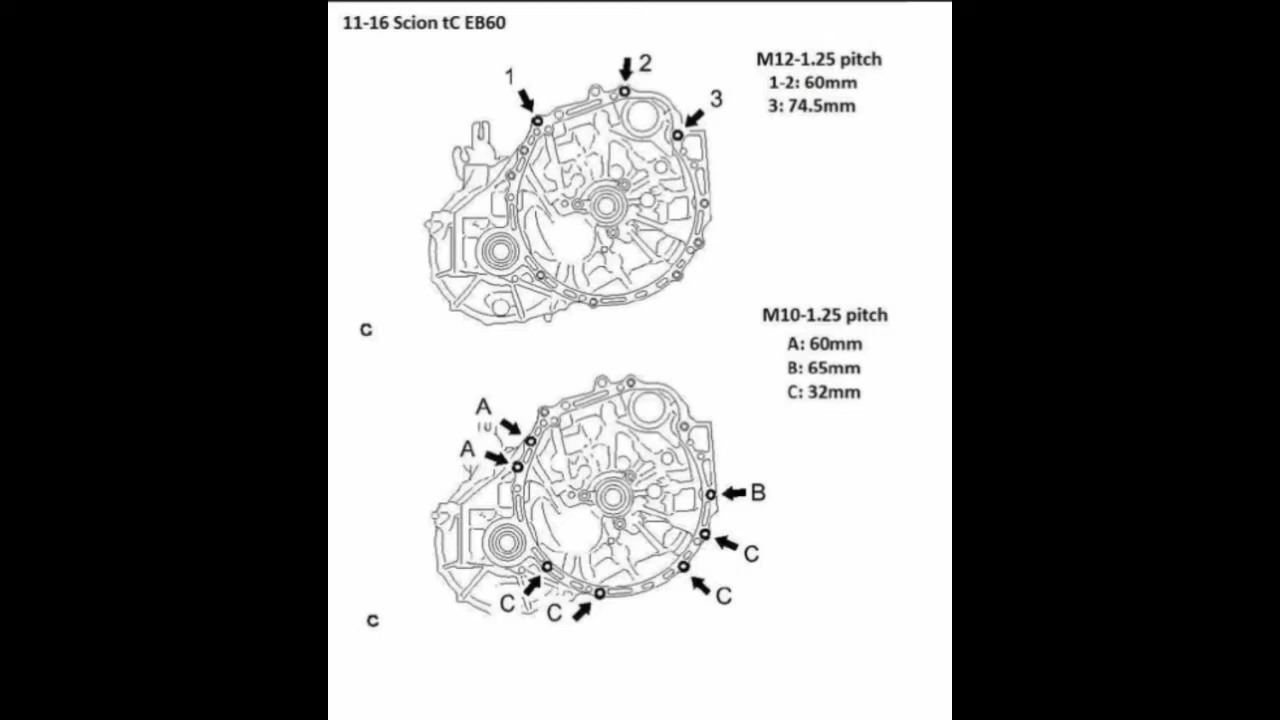 11-16 Scion tC EB60
M12-1.25 pitch
1-2: 60mm
3: 74.5mm
1
2
3
C
M10-1.25 pitch
A: 60mm
B: 65mm
C: 32mm
A
A
B
C
C
C
C
C